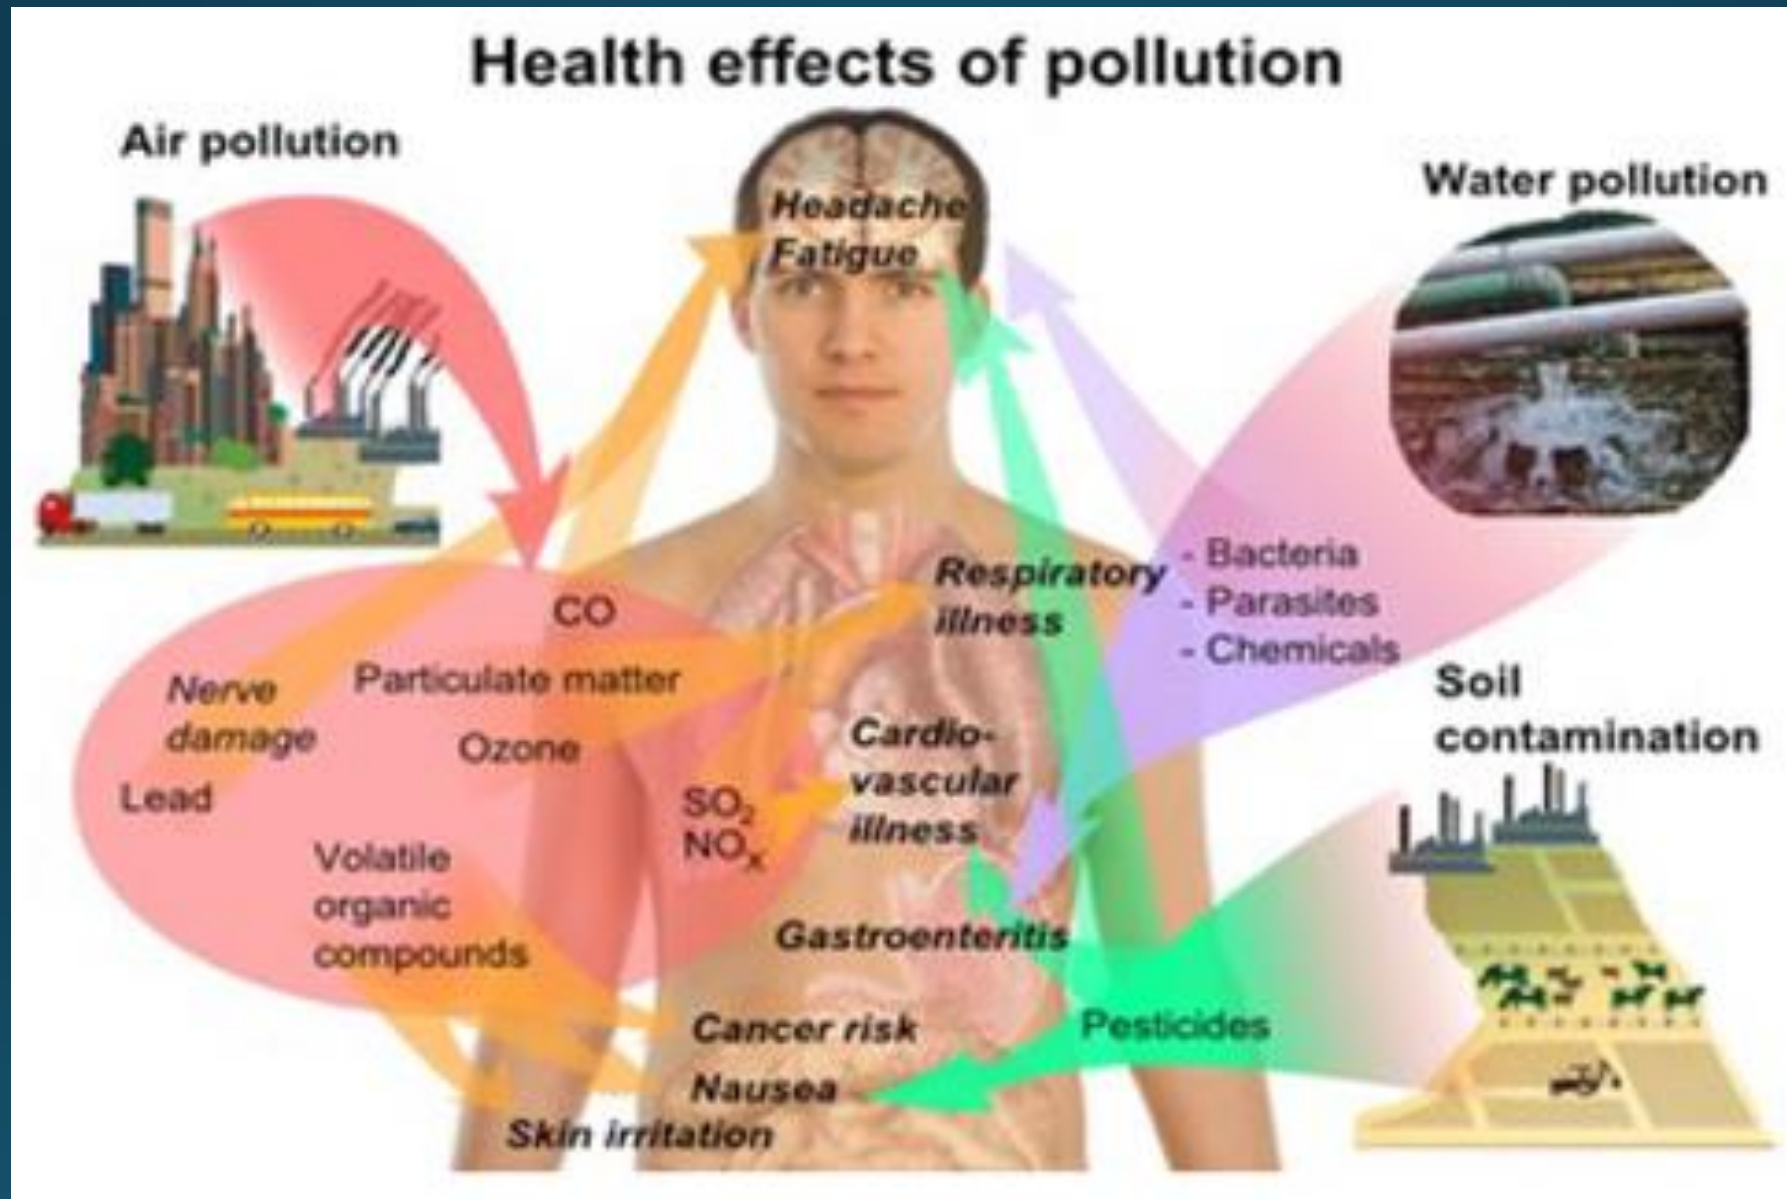 Health effects of pollution
Air pollution
Water pollution
Headache
Fatigue
CO
Particulate matter
Ozone
Nerve
damage
Lead
SO₂
NOₓ
Volatile
organic
compounds
Respiratory
illness
Cardio-
vascular
illness
Gastroenteritis
Cancer risk
Nausea
Skin irritation
- Bacteria
- Parasites
- Chemicals
Soil
contamination
Pesticides